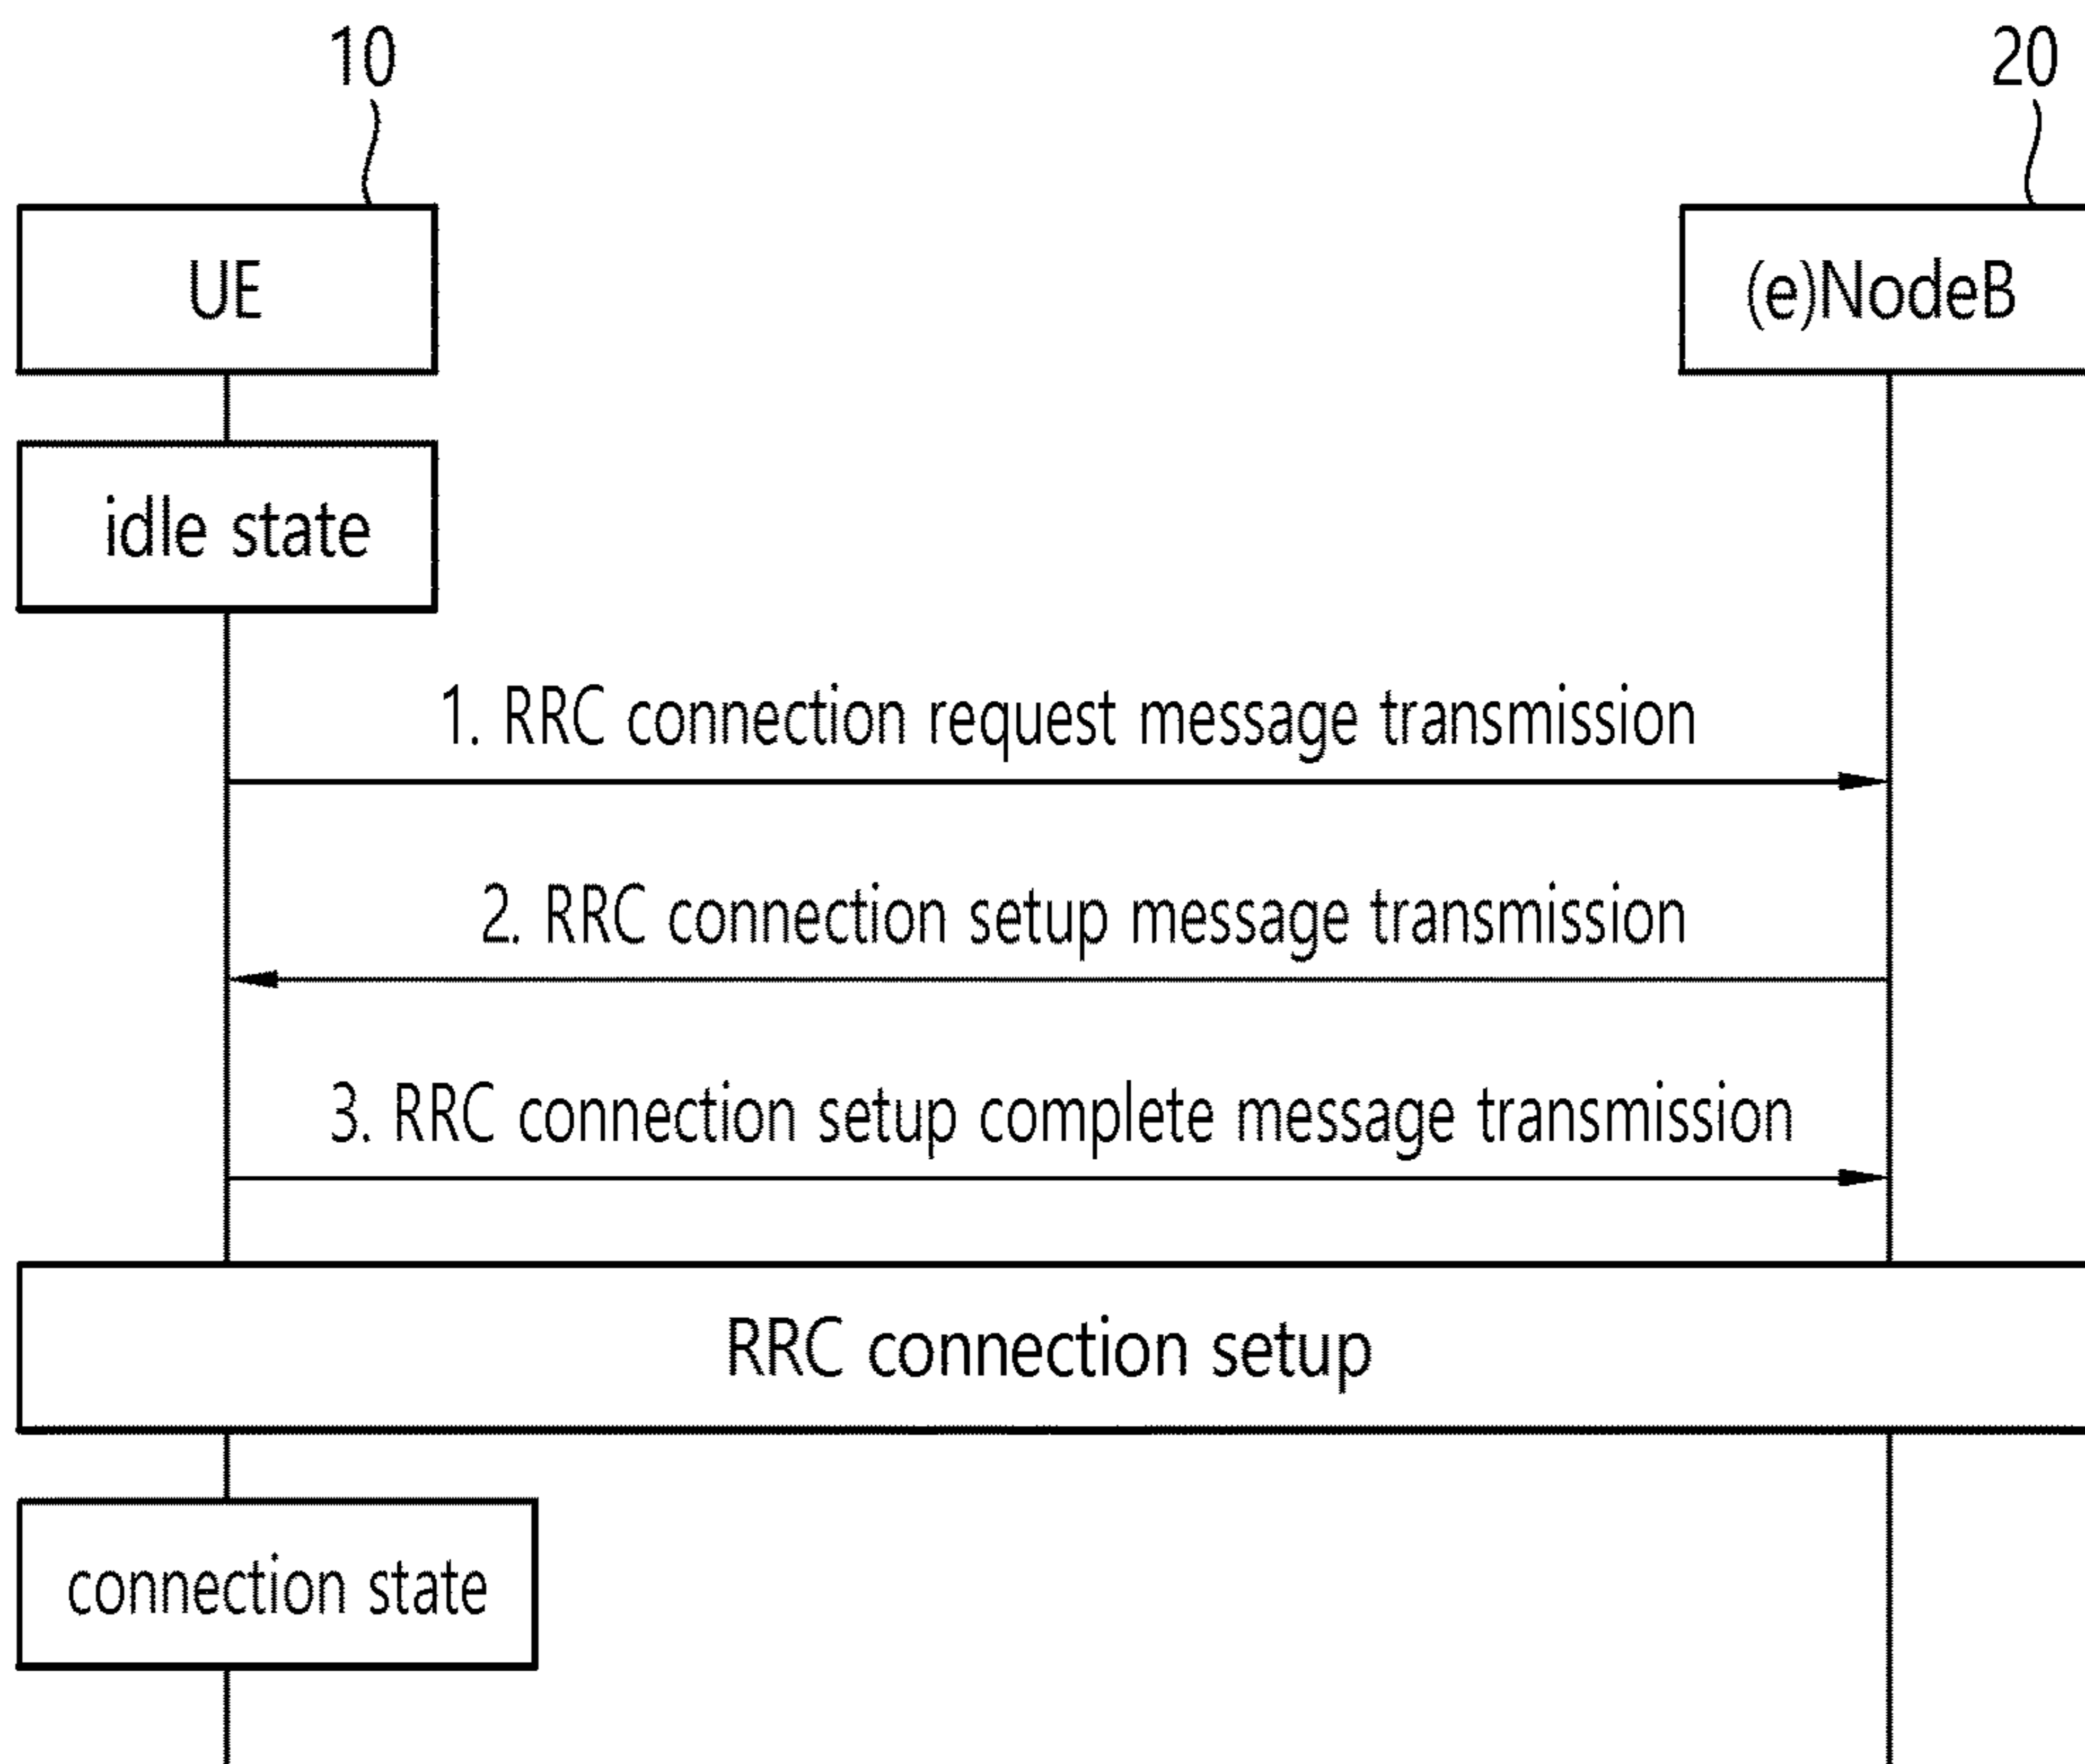 10
20
UE
(e)NodeB
idle state
1. RRC connection request message transmission
2. RRC connection setup message transmission
3. RRC connection setup complete message transmission
RRC connection setup
connection state